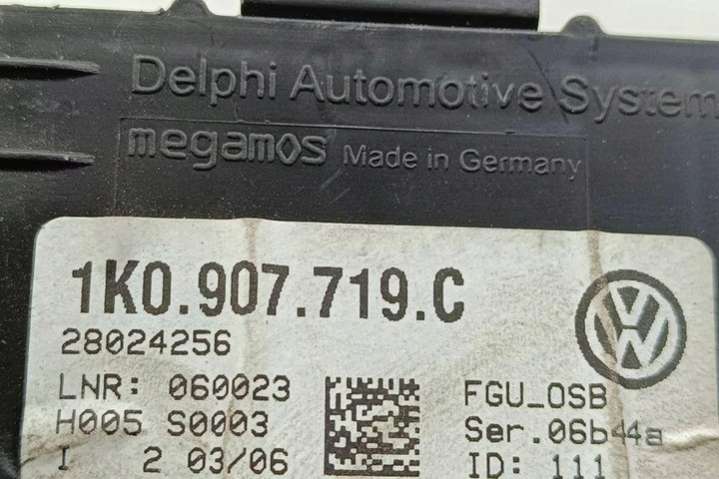 Delphi Automotive System
megamos Made in Germany
1K0.907.719.C
28024256
LNR: 060023
H005 S0003
I 2 03/06
FGU_OSB
Ser.06b44a
ID: 111